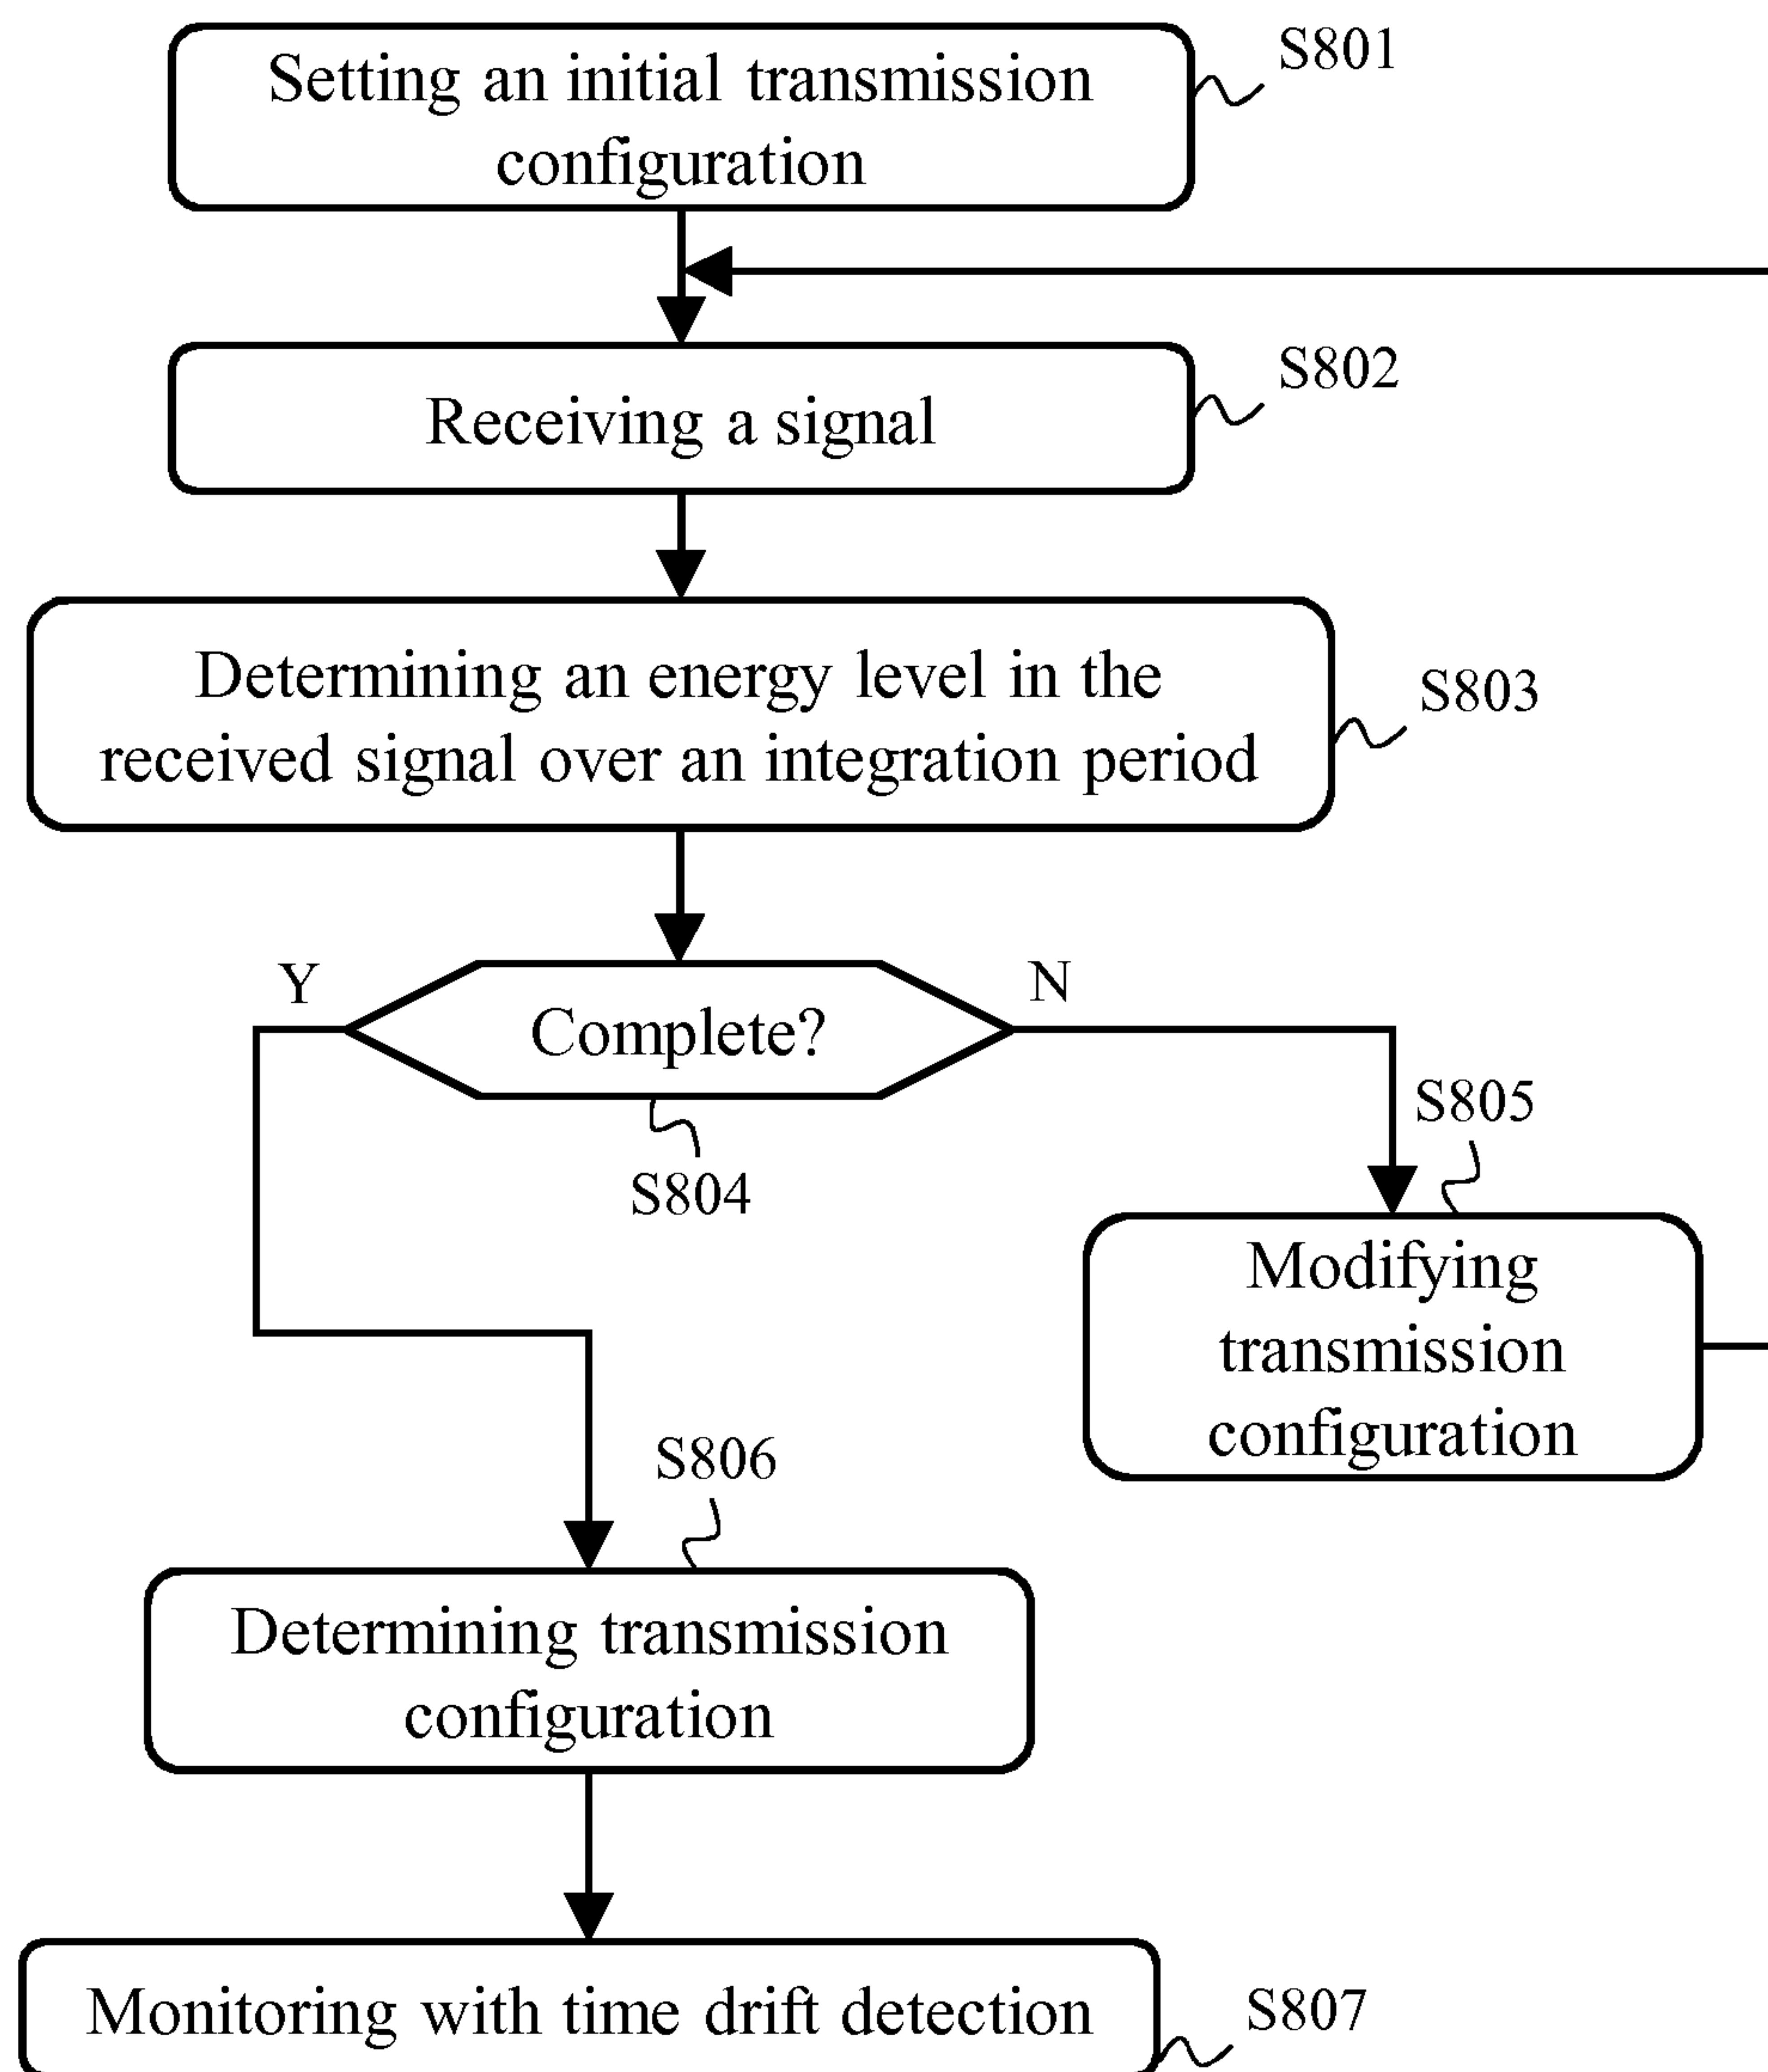 S801
Setting an initial transmission
configuration
S802
Receiving a signal
Determining an energy level in the
received signal over an integration period
S803
Y
N
Complete?
S804
S805
Modifying
transmission
configuration
S806
Determining transmission
configuration
Monitoring with time drift detection
S807